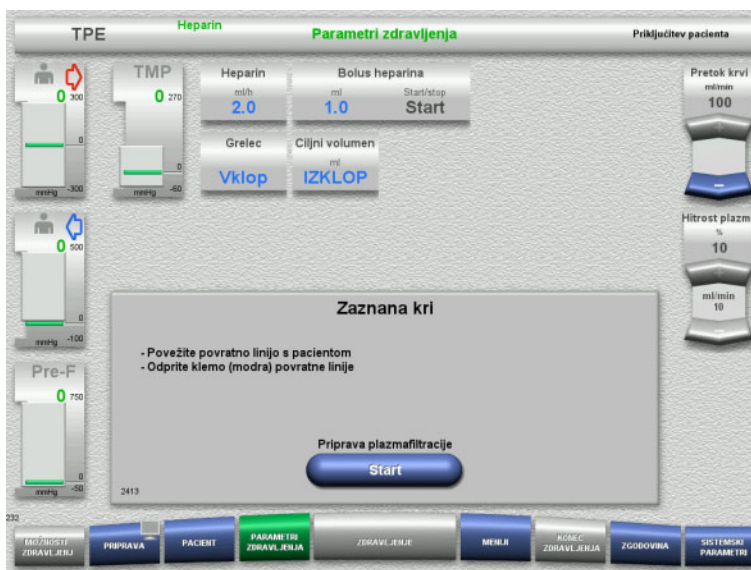 TPE
Heparin
Parametri zdravljenja
Priključitev pacienta
0 300
0
mmHg -300
TMP
0 270
0
mmHg -60
Heparin
ml/h
2.0
Bolus heparina
ml Start/stop
1.0 Start
Pretok krvi
ml/min
100
Grelec
Vklop
Ciljni volumen
ml
IZKLOP
0 500
0
mmHg -100
Hitrost plazm
%
10
ml/min
10
Pre-F
0 750
0
mmHg -50
Zaznana kri
- Povežite povratno linijo s pacientom
- Odprite klemo (modra) povratne linije
Priprava plazmafiltracije
Start
2413
232
MOŽNOSTI
ZDRAVLJENJ
PRIPRAVA
PACIENT
PARAMETRI
ZDRAVLJENJA
ZDRAVLJENJE
MENIJI
KONEC
ZDRAVLJENJA
ZGODOVINA
SISTEMSKI
PARAMETRI